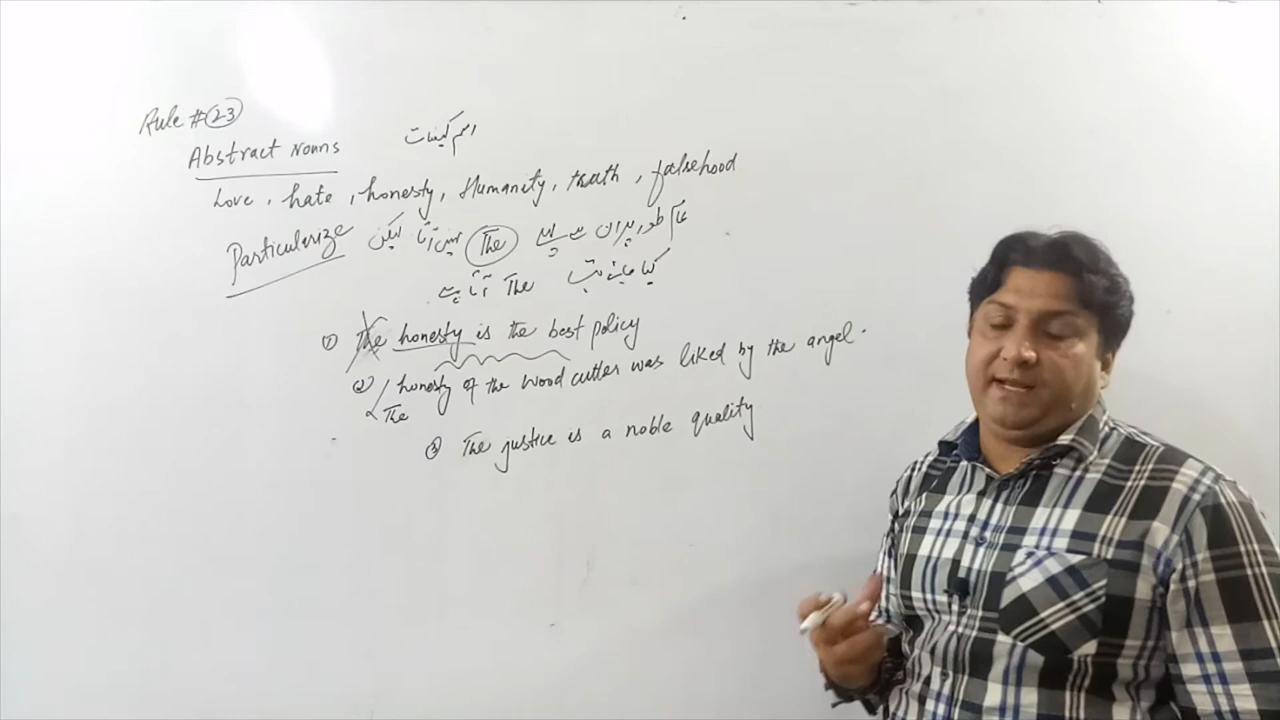 Rule #23
Abstract Nouns اسم کیفیات
Love, hate, honesty, Humanity, truth, falsehood
Particularize عام طور پر ان سے پہلے The نہیں آتا لیکن
کیا جائے تب The آتا ہے
① The honesty is the best policy
② The honesty of the wood cutter was liked by the angel.
③ The justice is a noble quality